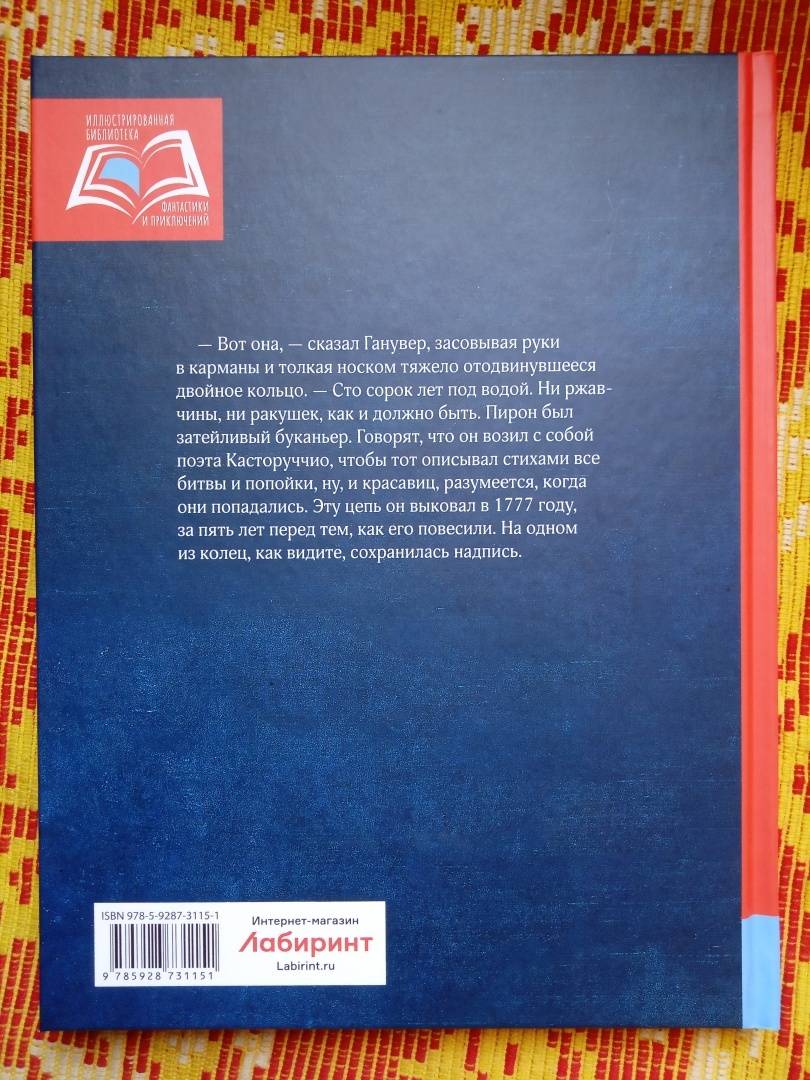 ИЛЛЮСТРИРОВАННАЯ
БИБЛИОТЕКА
ФАНТАСТИКИ
И ПРИКЛЮЧЕНИЙ
— Вот она, — сказал Ганувер, засовывая руки
в карманы и толкая носком тяжело отодвинувшееся
двойное кольцо. — Сто сорок лет под водой. Ни ржав-
чины, ни ракушек, как и должно быть. Пирон был
затейливый буканьер. Говорят, что он возил с собой
поэта Касторуччио, чтобы тот описывал стихами все
битвы и попойки, ну, и красавиц, разумеется, когда
они попадались. Эту цепь он выковал в 1777 году,
за пять лет перед тем, как его повесили. На одном
из колец, как видите, сохранилась надпись.
ISBN 978-5-9287-3115-1
9 785928 731151
Интернет-магазин
Лабиринт
Labirint.ru